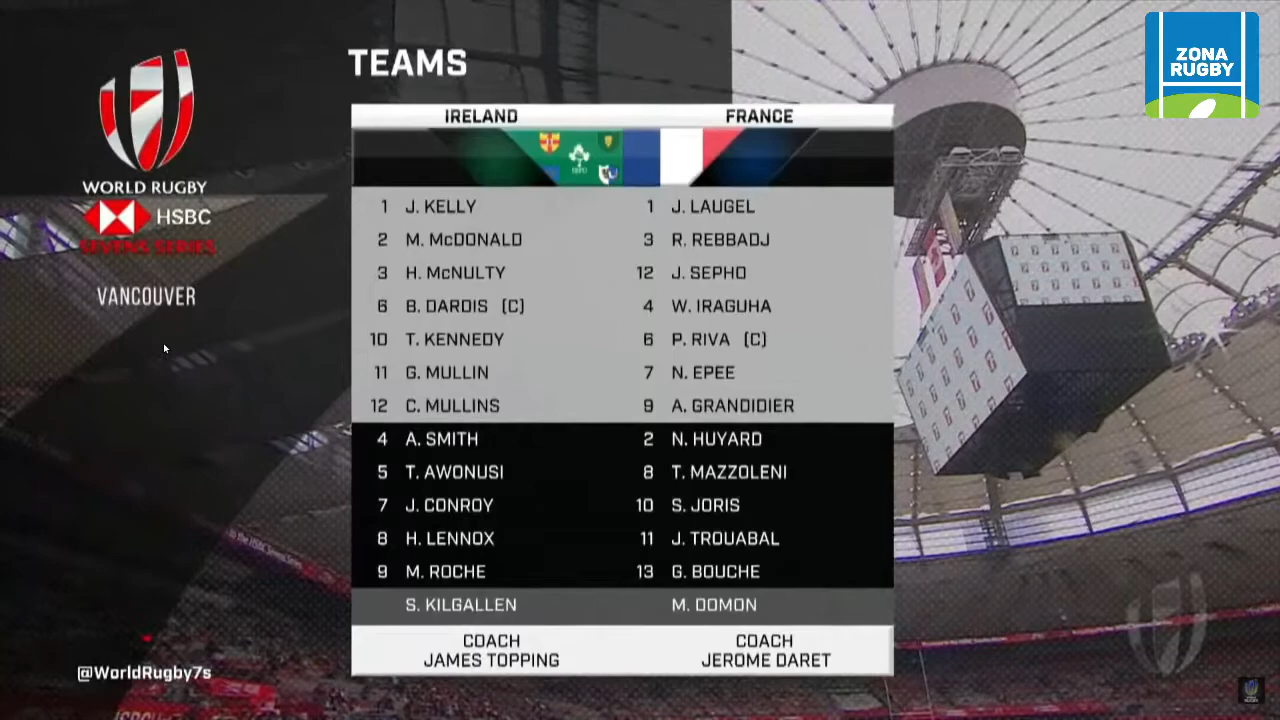 ZONA
RUGBY
TEAMS
WORLD RUGBY
HSBC
SEVENS SERIES
VANCOUVER
IRELAND FRANCE
1 J. KELLY 1 J. LAUGEL
2 M. McDONALD 3 R. REBBADJ
3 H. McNULTY 12 J. SEPHO
6 B. DARDIS (C) 4 W. IRAGUHA
10 T. KENNEDY 6 P. RIVA (C)
11 G. MULLIN 7 N. EPEE
12 C. MULLINS 9 A. GRANDIDIER
4 A. SMITH 2 N. HUYARD
5 T. AWONUSI 8 T. MAZZOLENI
7 J. CONROY 10 S. JORIS
8 H. LENNOX 11 J. TROUABAL
9 M. ROCHE 13 G. BOUCHE
S. KILGALLEN M. DOMON
COACH COACH
JAMES TOPPING JEROME DARET
@WorldRugby7s